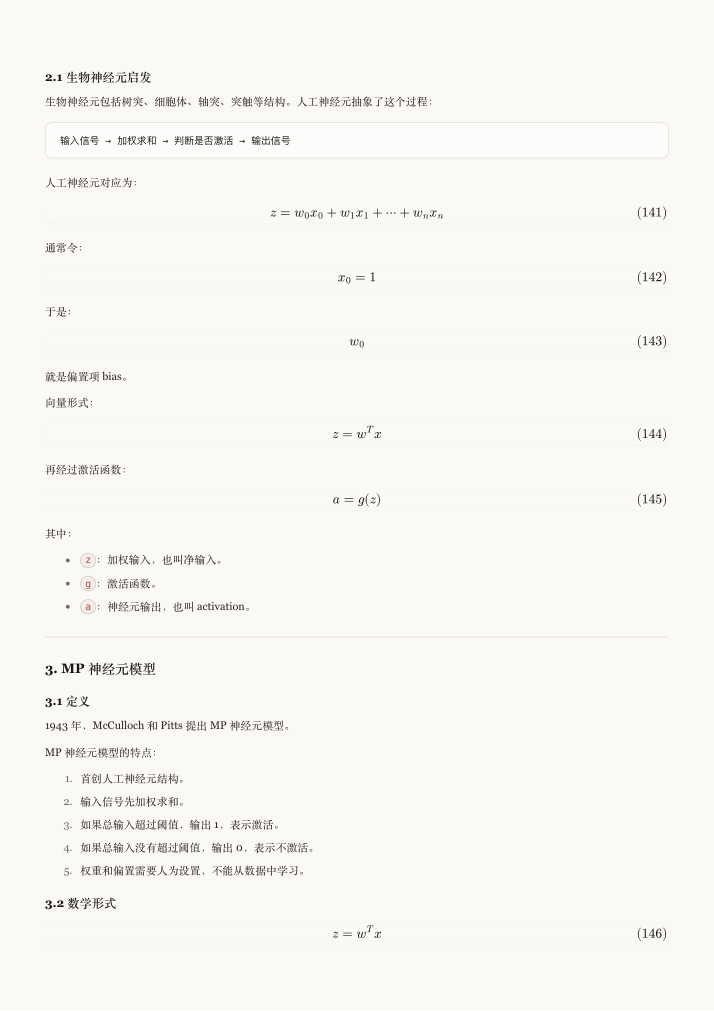 2.1 生物神经元启发
生物神经元包括树突、细胞体、轴突、突触等结构。人工神经元抽象了这个过程：
输入信号 → 加权求和 → 判断是否激活 → 输出信号
人工神经元对应为：
z = w₀x₀ + w₁x₁ + ⋯ + wₙxₙ (141)
通常令：
x₀ = 1 (142)
于是：
w₀ (143)
就是偏置项 bias。
向量形式：
z = wᵀx (144)
再经过激活函数：
a = g(z) (145)
其中：
• z：加权输入，也叫净输入。
• g：激活函数。
• a：神经元输出，也叫 activation。
3. MP 神经元模型
3.1 定义
1943 年，McCulloch 和 Pitts 提出 MP 神经元模型。
MP 神经元模型的特点：
1. 首创人工神经元结构。
2. 输入信号先加权求和。
3. 如果总输入超过阈值，输出 1，表示激活。
4. 如果总输入没有超过阈值，输出 0，表示不激活。
5. 权重和偏置需要人为设置，不能从数据中学习。
3.2 数学形式
z = wᵀx (146)